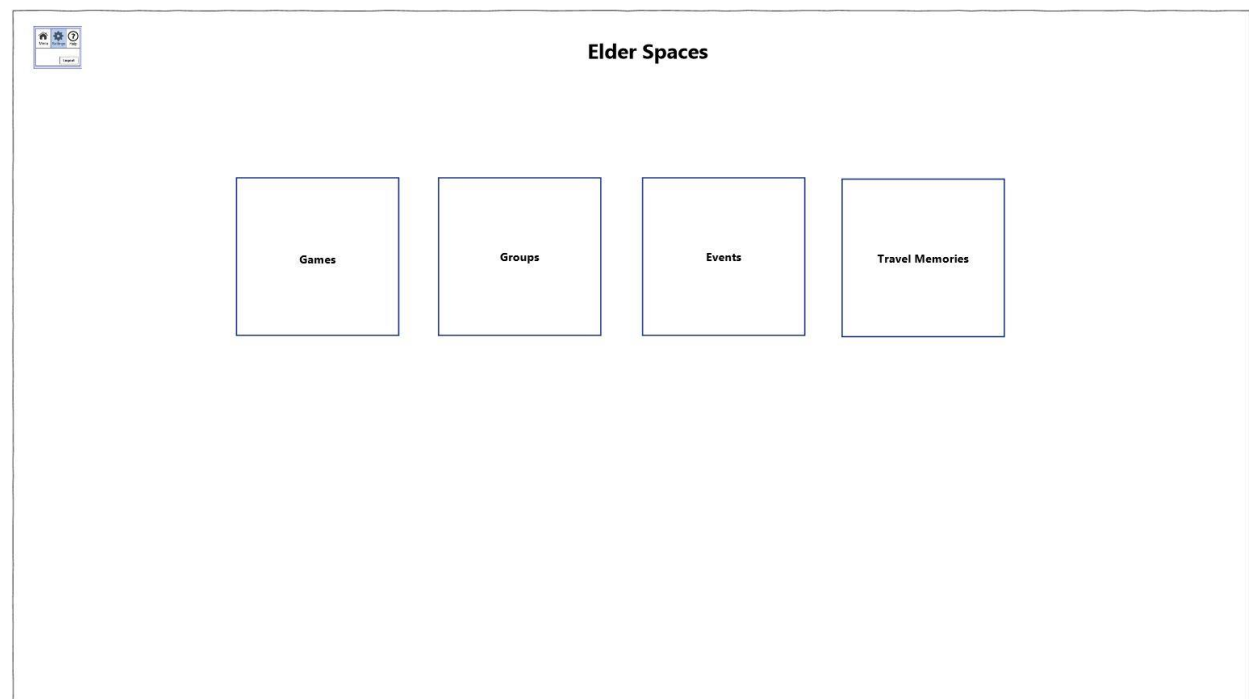 Elder Spaces
Games
Groups
Events
Travel Memories